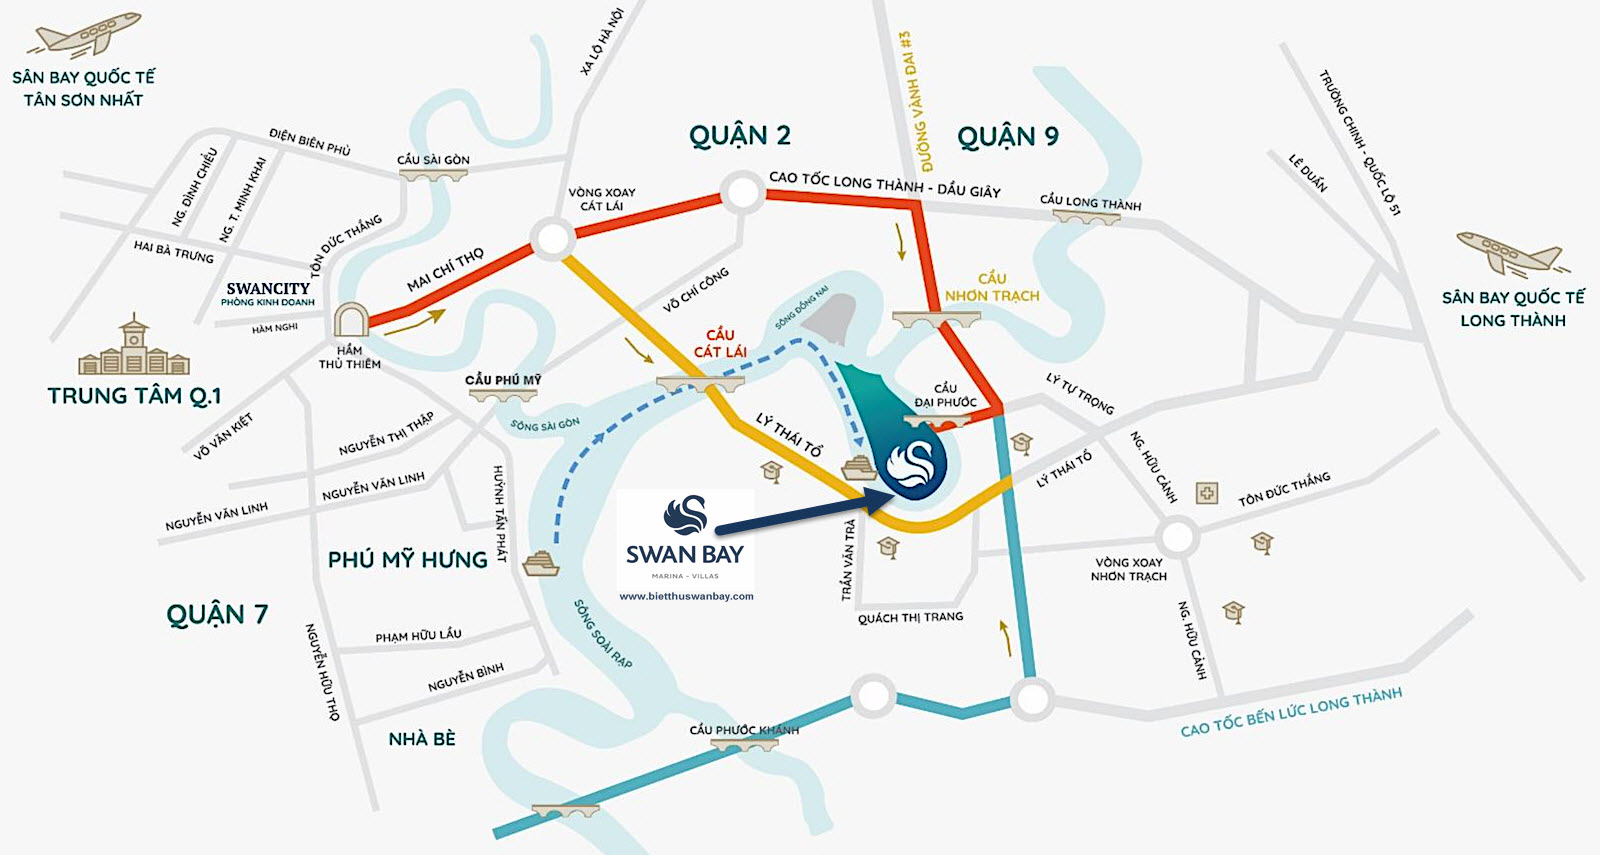 SÂN BAY QUỐC TẾ
TÂN SƠN NHẤT
XA LỘ HÀ NỘI
ĐƯỜNG VÀNH ĐAI #3
QUẬN 2
QUẬN 9
TRƯỜNG CHINH - QUỐC LỘ 51
LÊ DUẨN
ĐIỆN BIÊN PHỦ
CẦU SÀI GÒN
NG. ĐÌNH CHIỂU
NG. T. MINH KHAI
HAI BÀ TRƯNG
TÔN ĐỨC THẮNG
VÒNG XOAY
CÁT LÁI
CAO TỐC LONG THÀNH - DẦU GIÂY
CẦU LONG THÀNH
MAI CHÍ THỌ
VÕ CHÍ CÔNG
SWANCITY
PHÒNG KINH DOANH
HÀM NGHI
HẦM
THỦ THIÊM
TRUNG TÂM Q.1
SÂN BAY QUỐC TẾ
LONG THÀNH
CẦU
NHƠN TRẠCH
SÔNG ĐỒNG NAI
CẦU
CÁT LÁI
CẦU PHÚ MỸ
CẦU
ĐẠI PHƯỚC
LÝ TỰ TRỌNG
VÕ VĂN KIỆT
NGUYỄN THỊ THẬP
SÔNG SÀI GÒN
LÝ THÁI TỔ
LÝ THÁI TỔ
NG. HỮU CẢNH
TÔN ĐỨC THẮNG
NGUYỄN VĂN LINH
NGUYỄN VĂN LINH
HUỲNH TẤN PHÁT
PHÚ MỸ HƯNG
SWAN BAY
MARINA - VILLAS
www.bietthuswanbay.com
TRẦN VĂN TRÀ
VÒNG XOAY
NHƠN TRẠCH
QUÁCH THỊ TRANG
QUẬN 7
NGUYỄN HỮU THỌ
PHẠM HỮU LẦU
NGUYỄN BÌNH
SÔNG SOÀI RẠP
NG. HỮU CẢNH
NHÀ BÈ
CẦU PHƯỚC KHÁNH
CAO TỐC BẾN LỨC LONG THÀNH